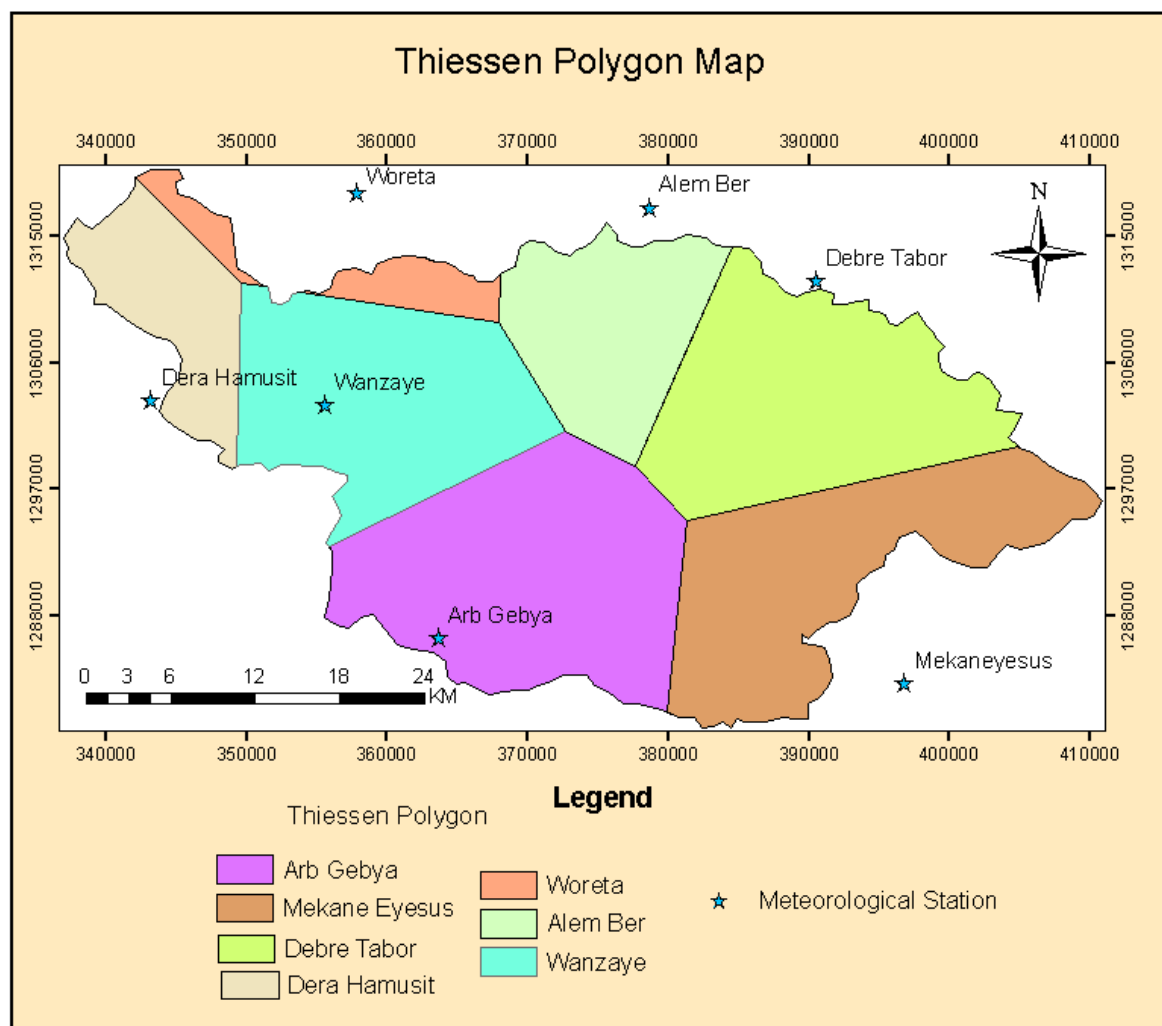 Thiessen Polygon Map
340000 350000 360000 370000 380000 390000 400000 410000
Woreta
Alem Ber
N
1315000 1315000
Debre Tabor
1306000 1306000
Dera Hamusit
Wanzaye
1297000 1297000
1288000 1288000
Arb Gebya
Mekaneyesus
0 3 6 12 18 24
KM
340000 350000 360000 370000 380000 390000 400000 410000
Legend
Thiessen Polygon
Arb Gebya
Mekane Eyesus
Debre Tabor
Dera Hamusit
Woreta
Alem Ber
Wanzaye
Meteorological Station